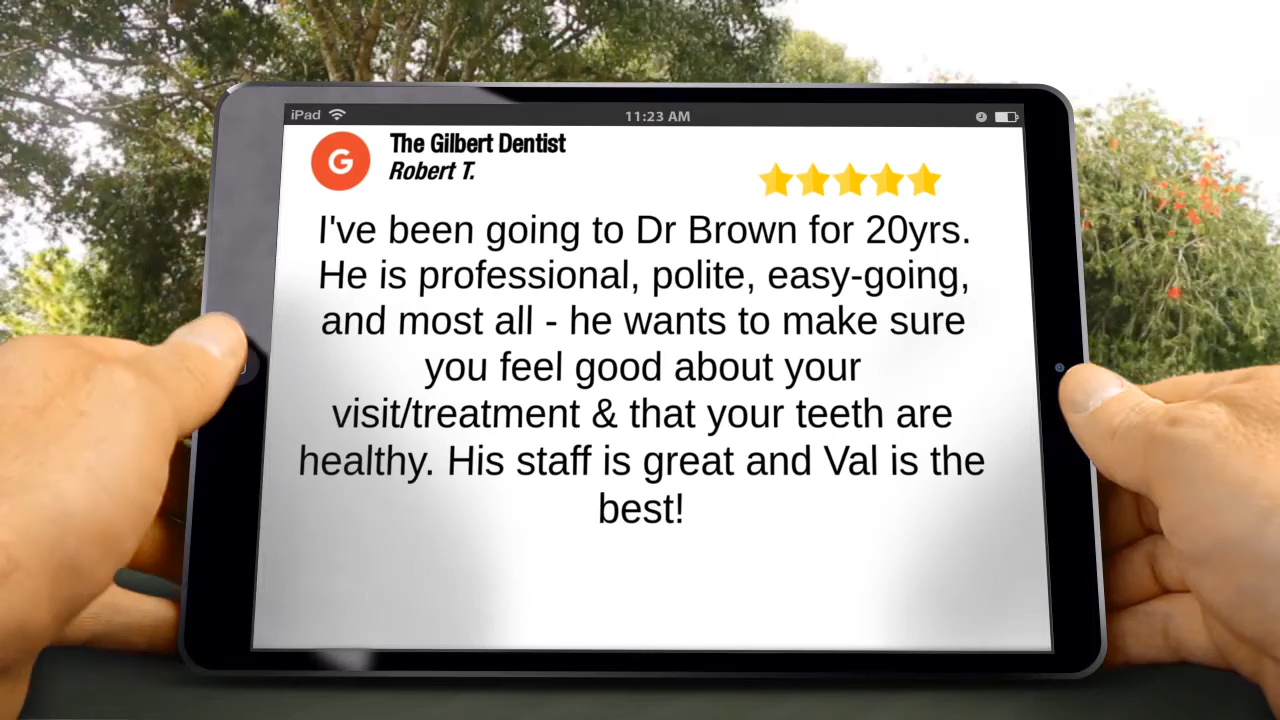 iPad 11:23 AM
G
The Gilbert Dentist
Robert T.
I've been going to Dr Brown for 20yrs.
He is professional, polite, easy-going,
and most all - he wants to make sure
you feel good about your
visit/treatment & that your teeth are
healthy. His staff is great and Val is the
best!